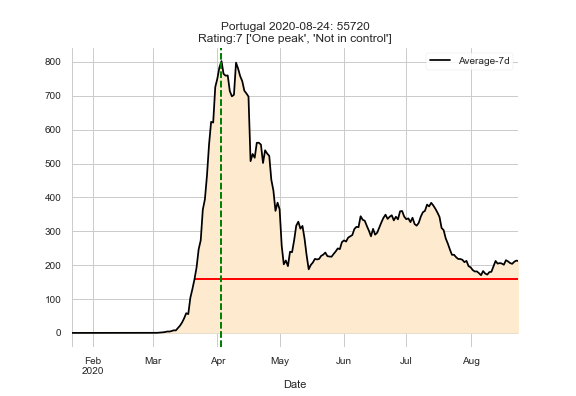 Portugal 2020-08-24: 55720
Rating:7 ['One peak', 'Not in control']
Average-7d
800
700
600
500
400
300
200
100
0
Feb Mar Apr May Jun Jul Aug
2020
Date